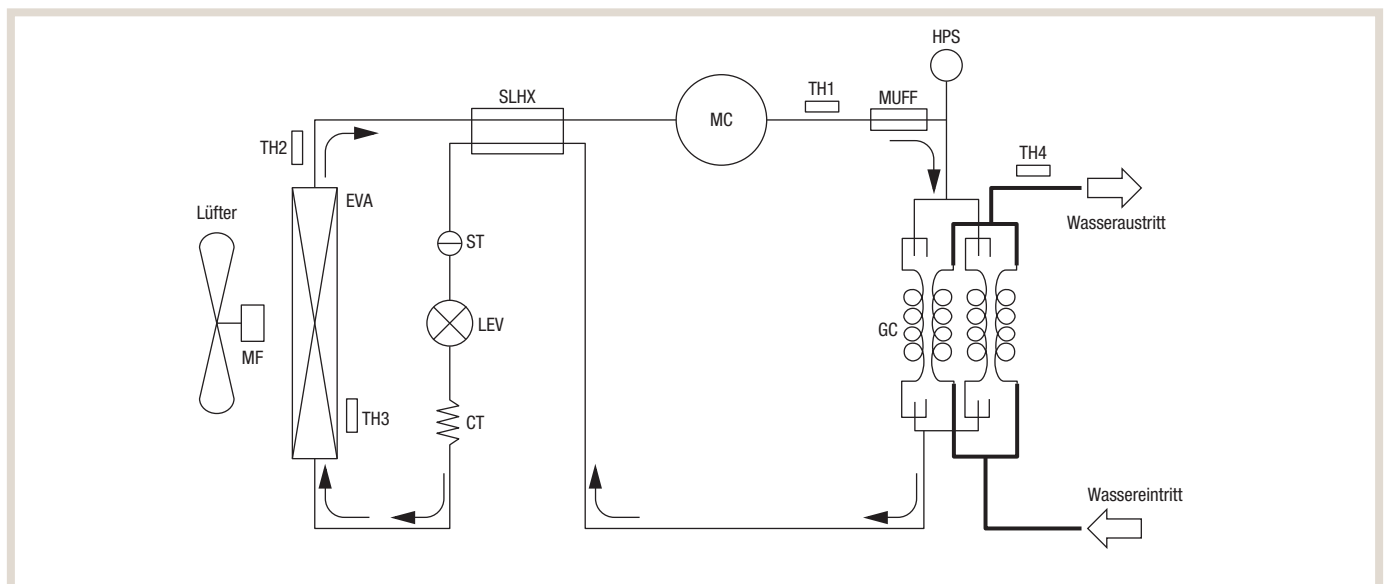 HPS
SLHX
TH1
MUFF
MC
TH2
TH4
EVA
Lüfter
Wasseraustritt
ST
LEV
GC
MF
TH3
CT
Wassereintritt